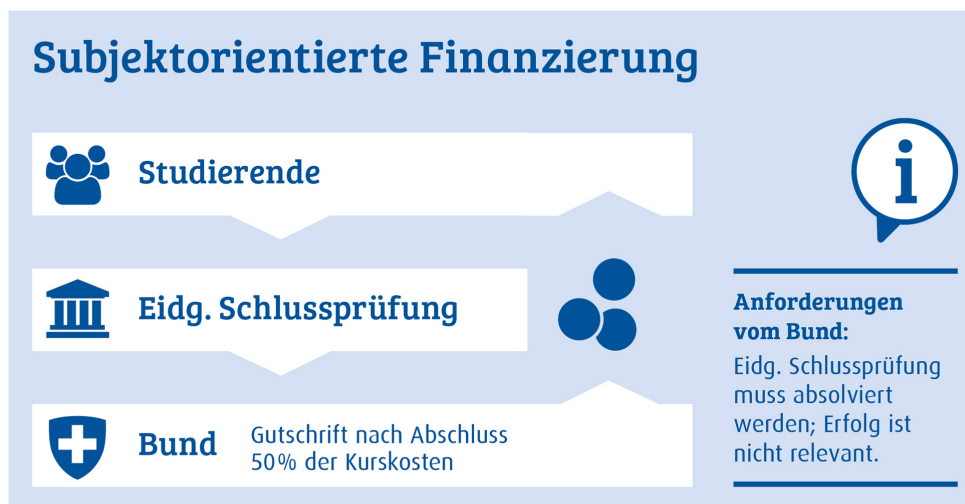 Subjektorientierte Finanzierung
Studierende
Eidg. Schlussprüfung
Bund
Gutschrift nach Abschluss
50% der Kurskosten
i
Anforderungen
vom Bund:
Eidg. Schlussprüfung
muss absolviert
werden; Erfolg ist
nicht relevant.